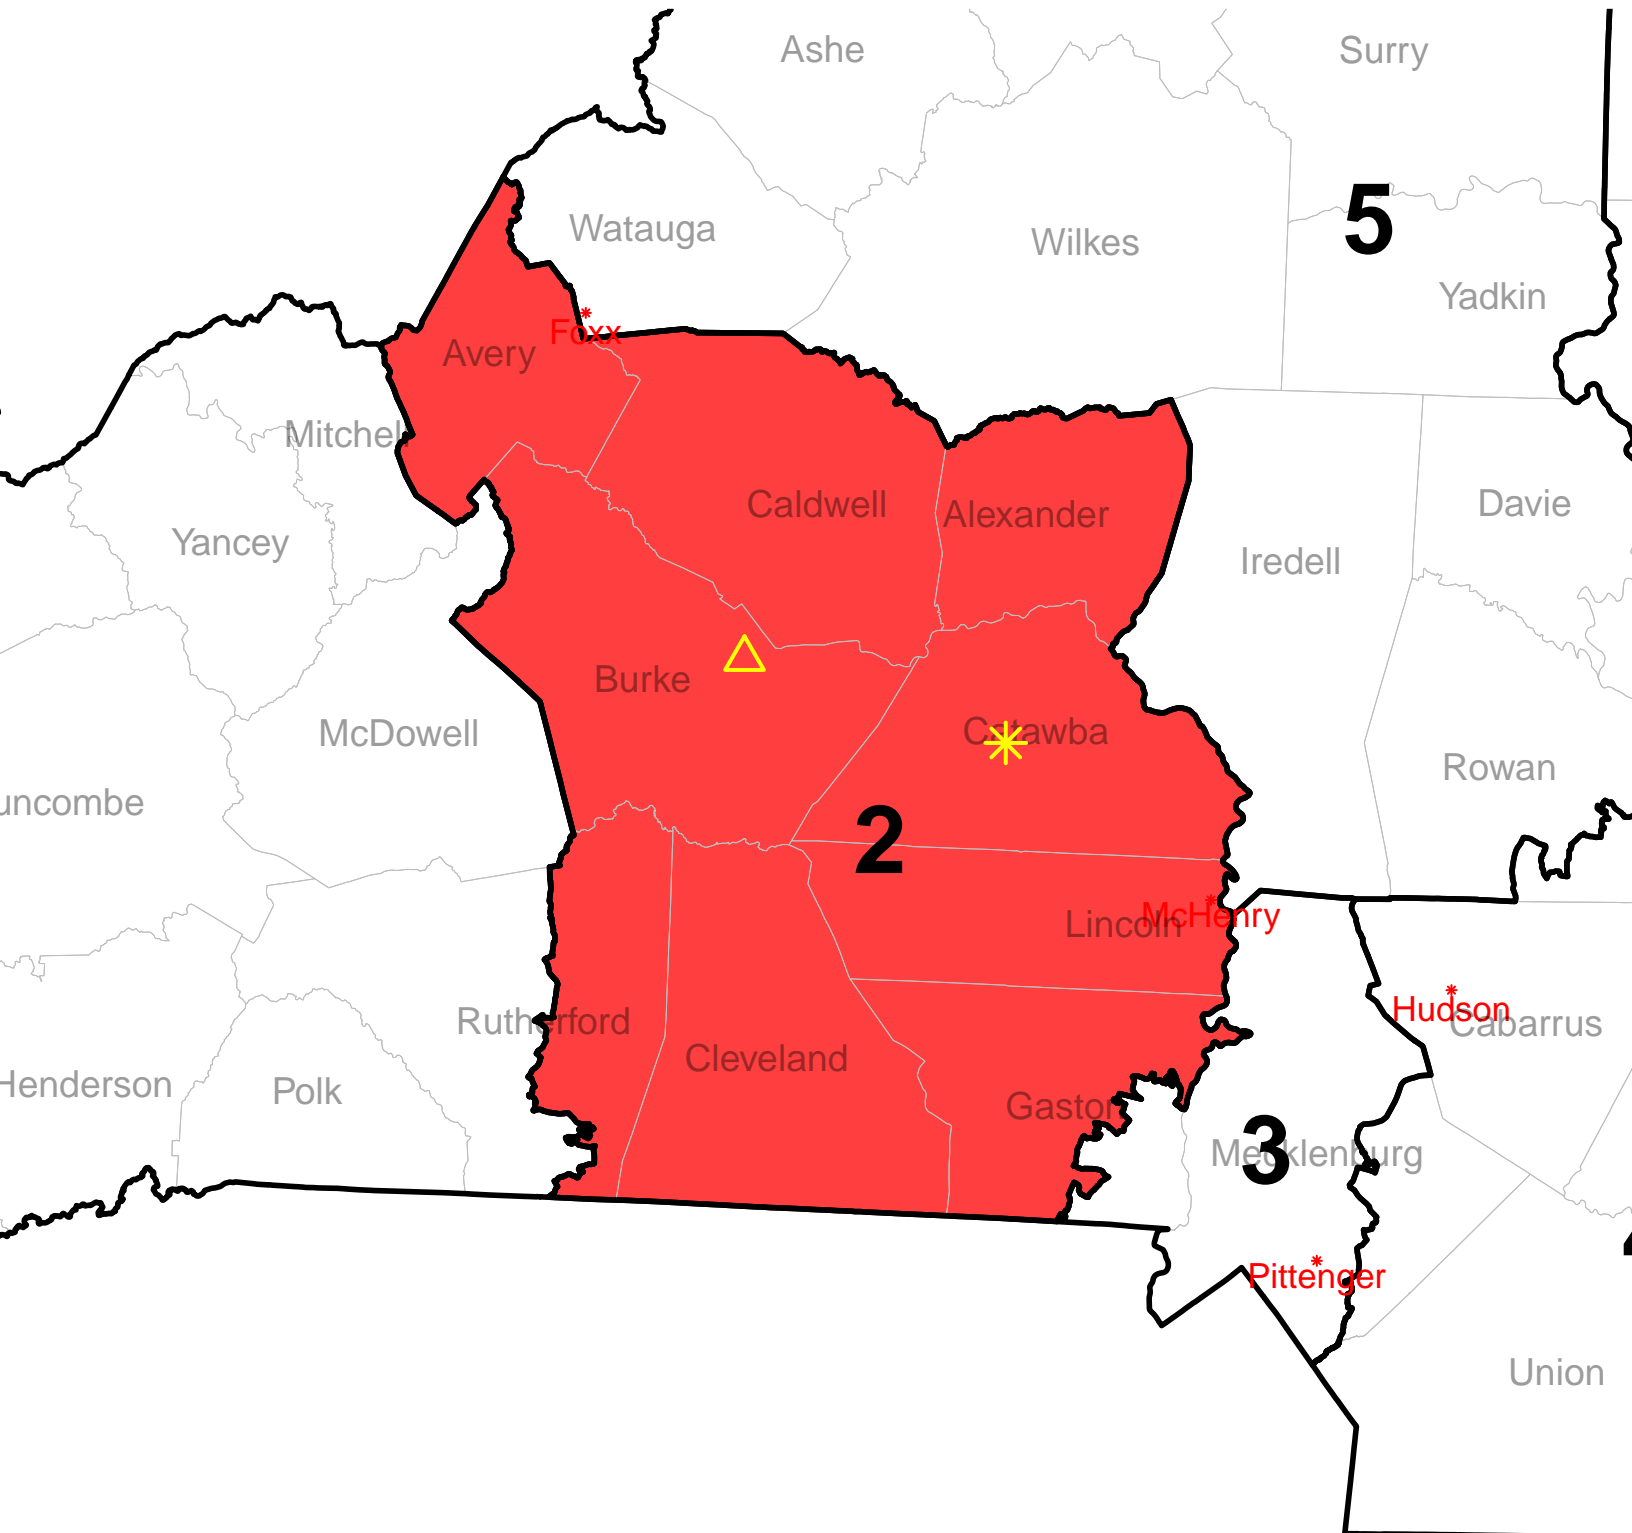 Ashe
Surry
5
Watauga
Wilkes
Yadkin
Foxx
Avery
Mitchell
Caldwell
Alexander
Davie
Yancey
Iredell
Burke
McDowell
Catawba
Rowan
uncombe
2
McHenry
Lincoln
Hudson
Cabarrus
Rutherford
Cleveland
Henderson
Polk
Gaston
3
Mecklenburg
Pittenger
Union